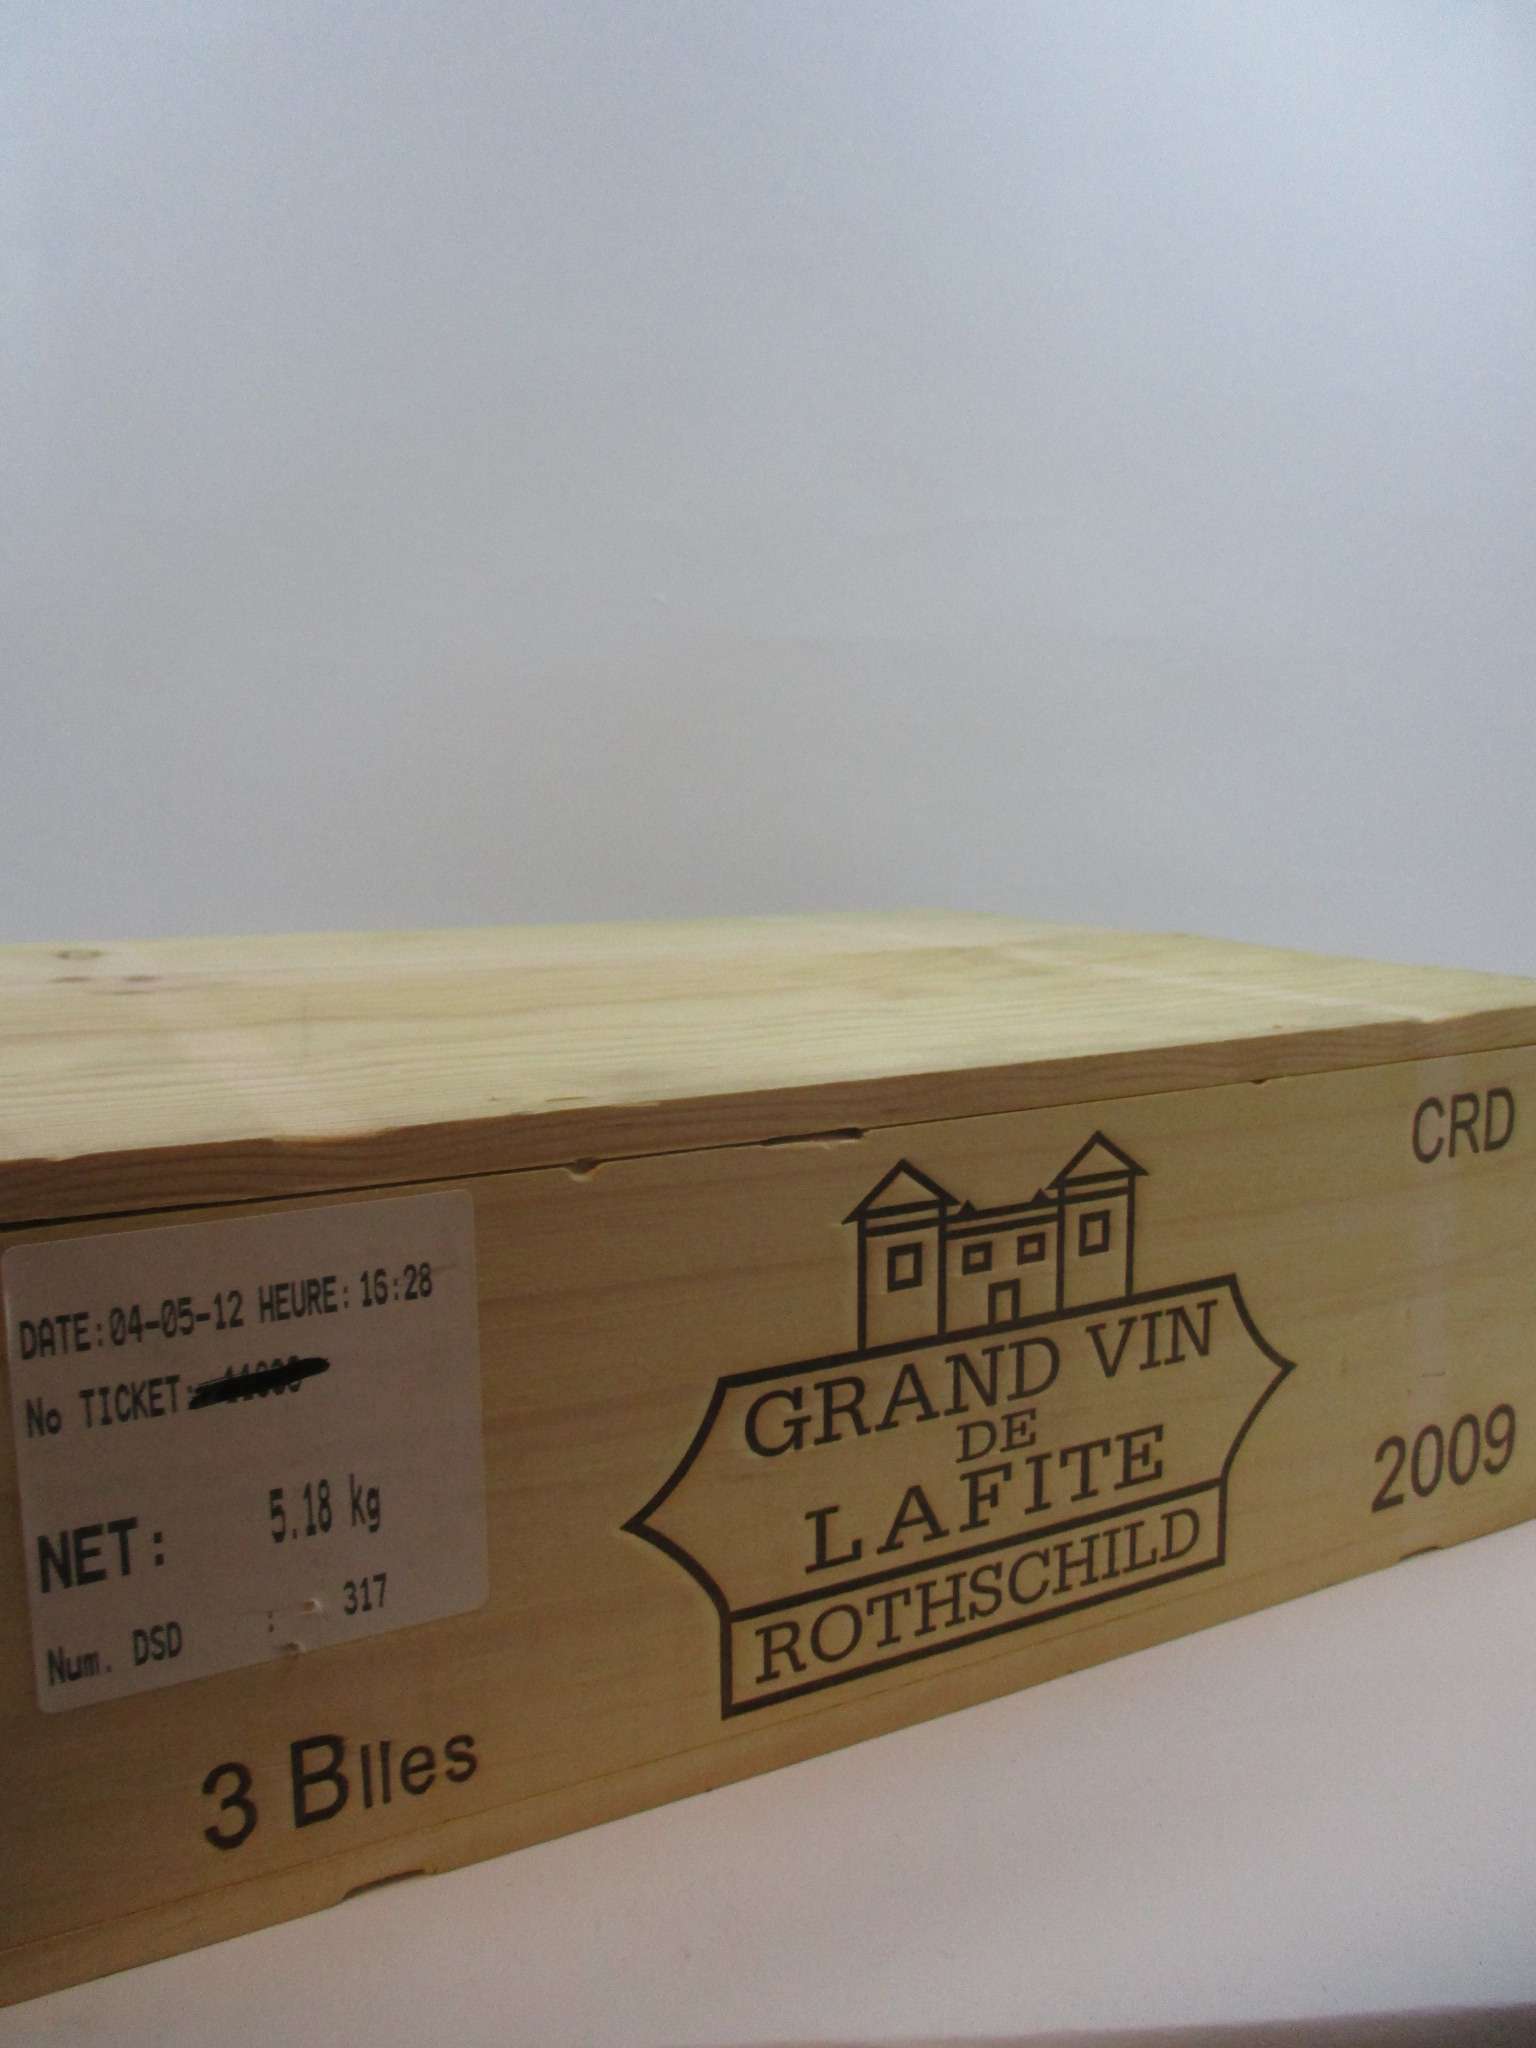 DATE:04-05-12 HEURE: 16:28
No TICKET:
NET: 5.18 kg
Num. DSD : 317
3 Blles
GRAND VIN
DE
LAFITE
ROTHSCHILD
CRD
2009